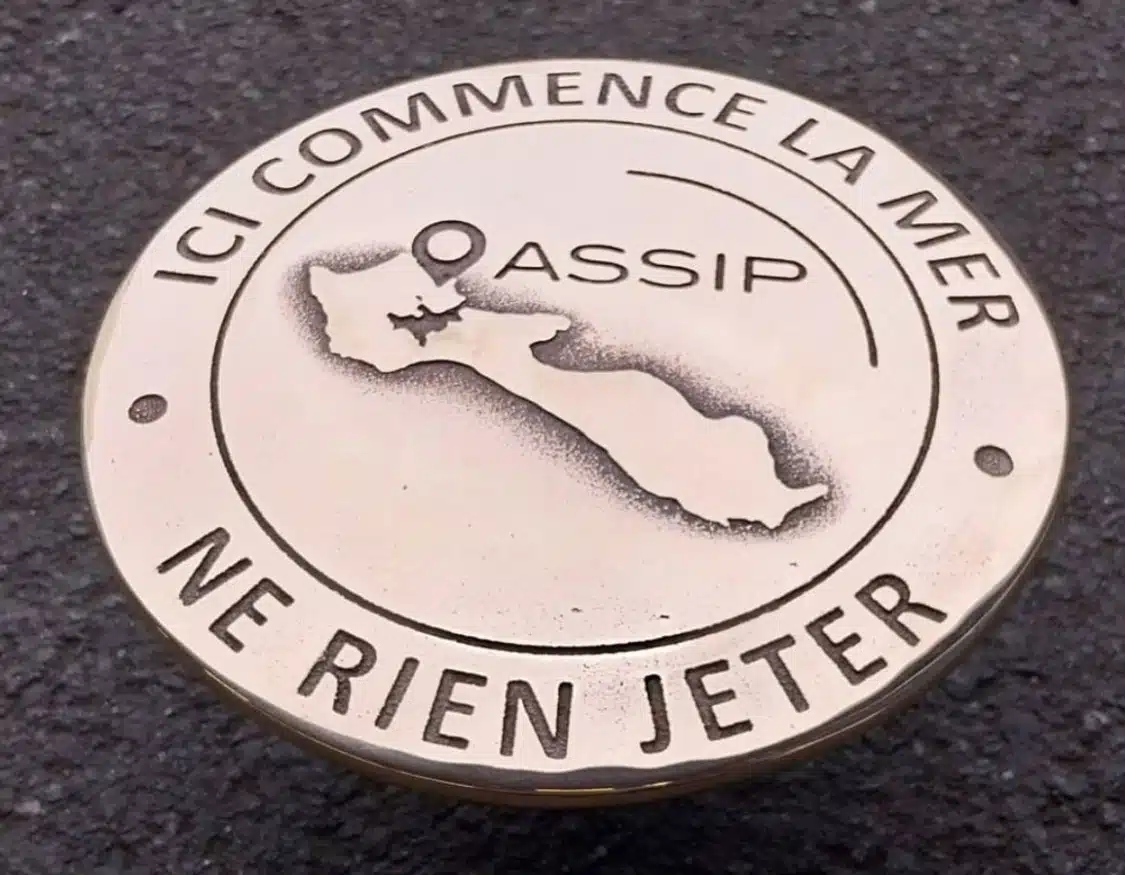 ICI COMMENCE LA MER
ASSIP
NE RIEN JETER